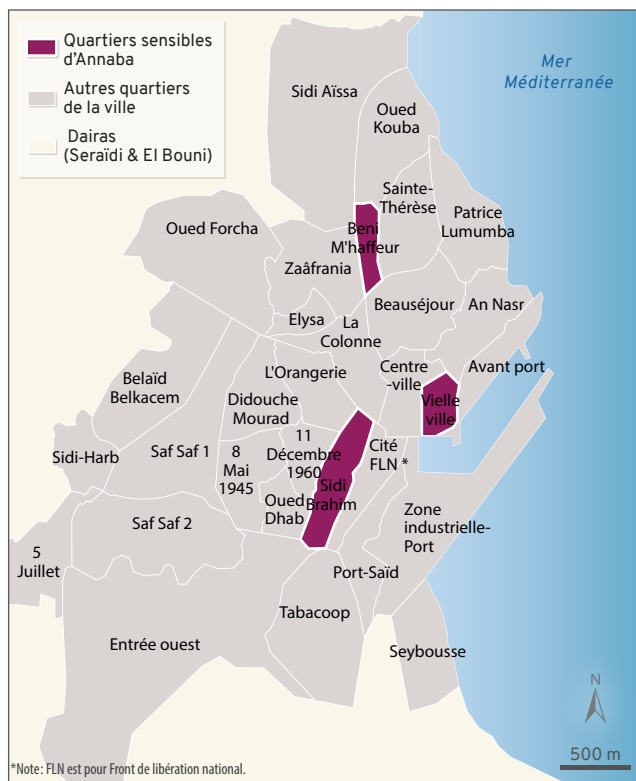 Quartiers sensibles
d'Annaba
Autres quartiers
de la ville
Dairas
(Seraïdi & El Bouni)
Mer
Méditerranée
Sidi Aïssa
Oued
Kouba
Sainte-
Thérèse
Patrice
Lumumba
Oued Forcha
Beni
M'haffeur
Zaâfrania
Beauséjour
An Nasr
Elysa
La
Colonne
Centre
-ville
Avant port
L'Orangerie
Belaïd
Belkacem
Didouche
Mourad
Vielle
ville
11
Décembre
1960
Cité
FLN *
Sidi-Harb
Saf Saf 1
8
Mai
1945
Sidi
Brahim
Oued
Dhab
Zone
industrielle-
Port
Saf Saf 2
5
Juillet
Port-Saïd
Tabacoop
Entrée ouest
Seybousse
N
500 m
*Note: FLN est pour Front de libération national.